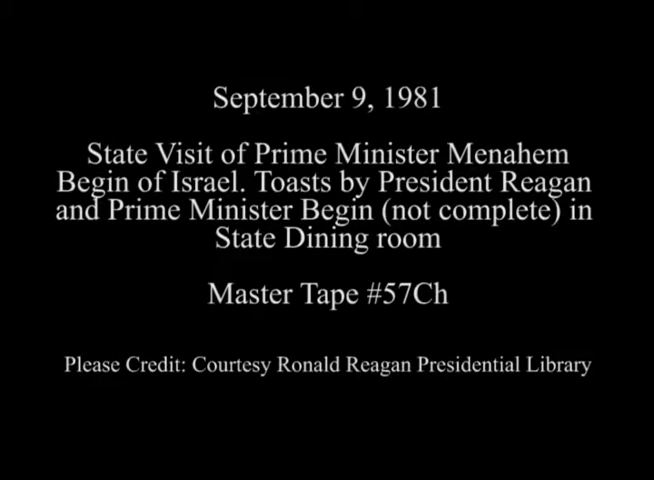 September 9, 1981
State Visit of Prime Minister Menahem
Begin of Israel. Toasts by President Reagan
and Prime Minister Begin (not complete) in
State Dining room
Master Tape #57Ch
Please Credit: Courtesy Ronald Reagan Presidential Library